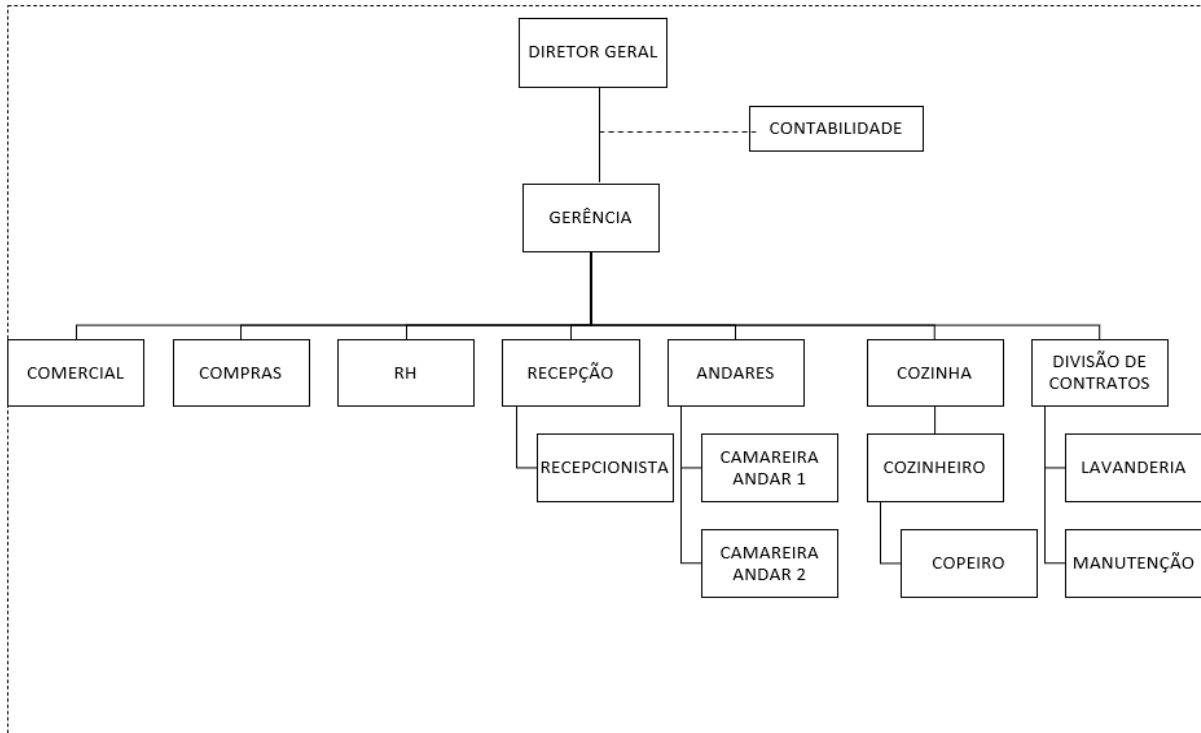 DIRETOR GERAL
CONTABILIDADE
GERÊNCIA
COMERCIAL
COMPRAS
RH
RECEPÇÃO
ANDARES
COZINHA
DIVISÃO DE
CONTRATOS
RECEPCIONISTA
CAMAREIRA
ANDAR 1
COZINHEIRO
LAVANDERIA
CAMAREIRA
ANDAR 2
COPEIRO
MANUTENÇÃO